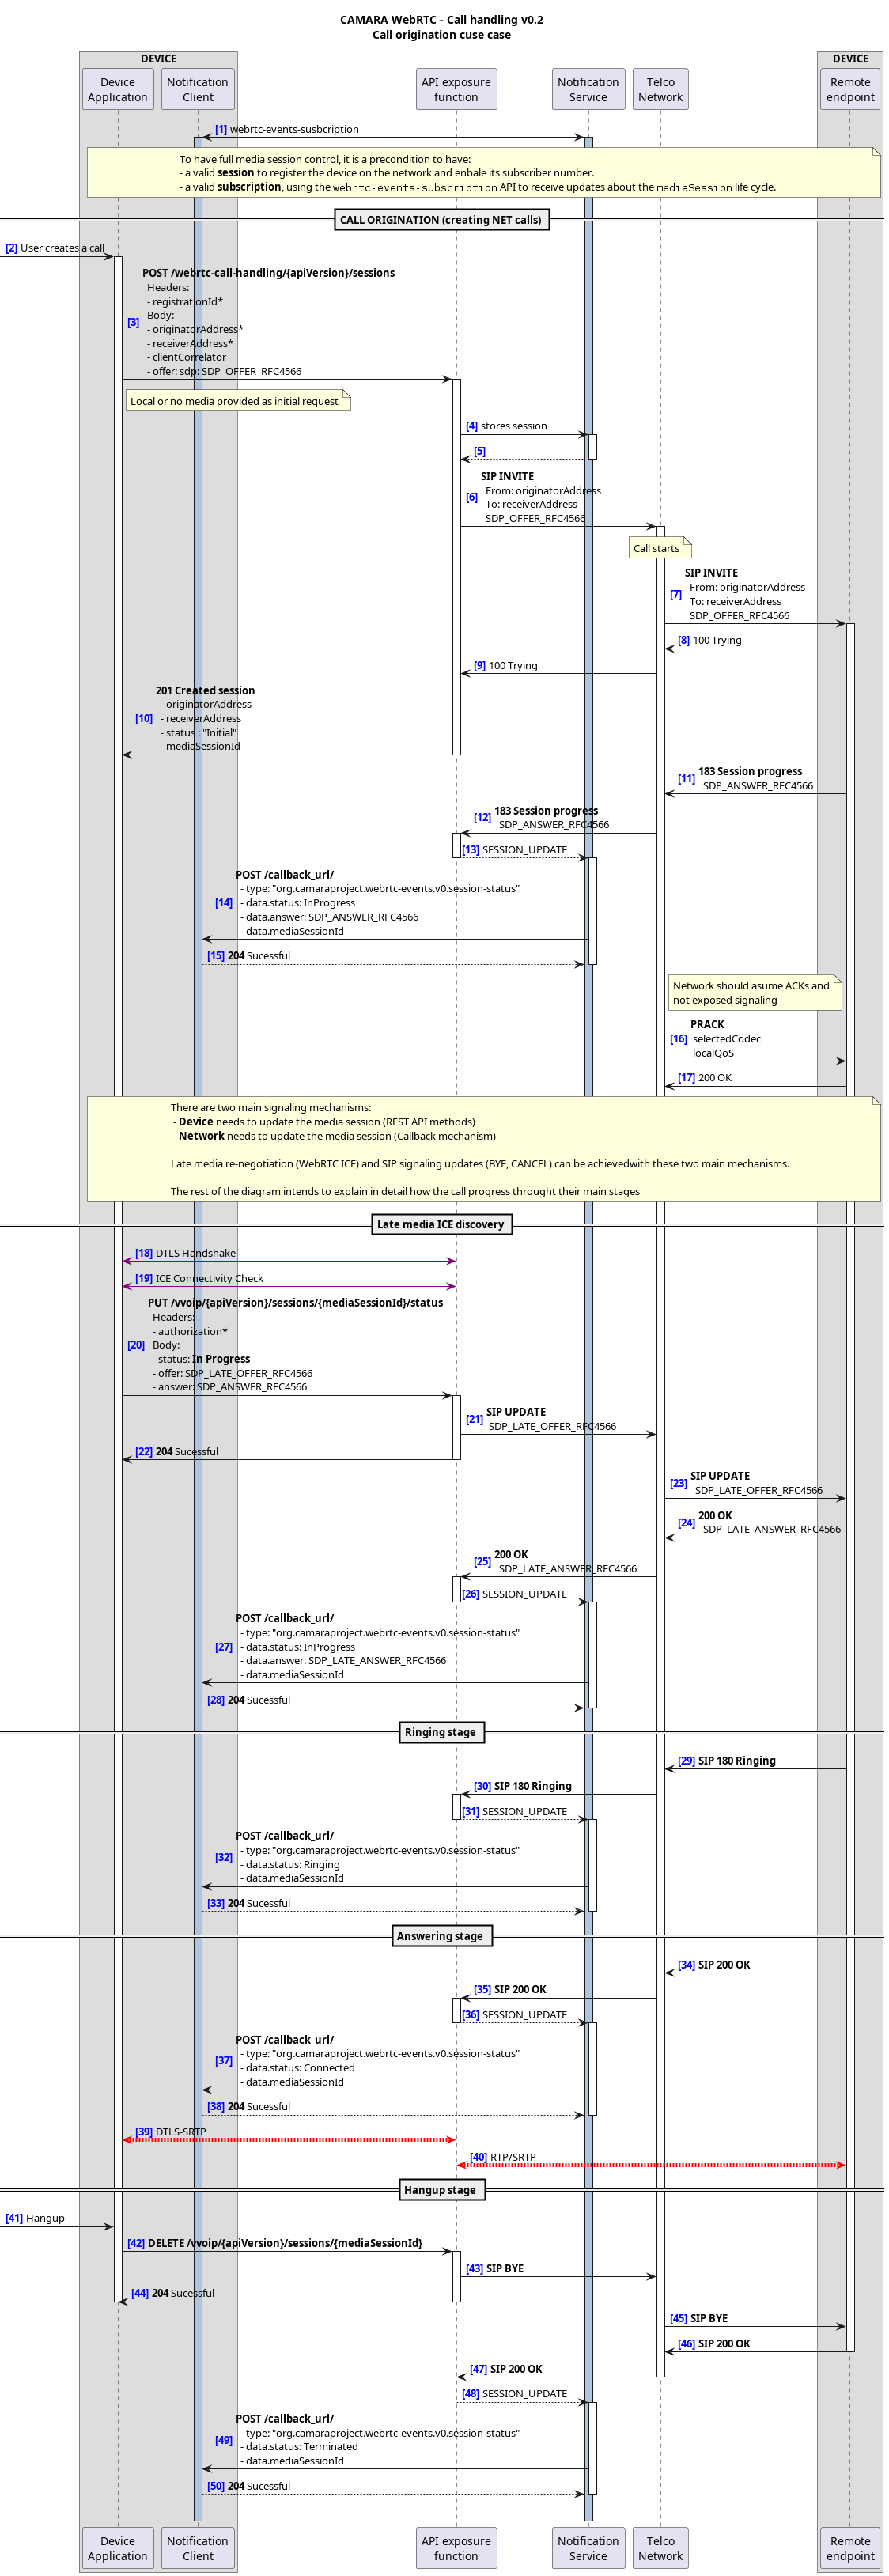 CAMARA WebRTC - Call handling v0.2
Call origination cuse case
DEVICE
DEVICE
Device
Application
Notification
Client
API exposure
function
Notification
Service
Telco
Network
Remote
endpoint
[1] webrtc-events-susbcription
To have full media session control, it is a precondition to have:
- a valid session to register the device on the network and enbale its subscriber number.
- a valid subscription, using the webrtc-events-subscription API to receive updates about the mediaSession life cycle.
CALL ORIGINATION (creating NET calls)
[2] User creates a call
POST /webrtc-call-handling/{apiVersion}/sessions
Headers:
- registrationId*
[3] Body:
- originatorAddress*
- receiverAddress*
- clientCorrelator
- offer: sdp: SDP_OFFER_RFC4566
Local or no media provided as initial request
[4] stores session
[5]
SIP INVITE
[6] From: originatorAddress
To: receiverAddress
SDP_OFFER_RFC4566
Call starts
SIP INVITE
[7] From: originatorAddress
To: receiverAddress
SDP_OFFER_RFC4566
[8] 100 Trying
[9] 100 Trying
201 Created session
- originatorAddress
[10] - receiverAddress
- status : "Initial"
- mediaSessionId
[11] 183 Session progress
SDP_ANSWER_RFC4566
[12] 183 Session progress
SDP_ANSWER_RFC4566
[13] SESSION_UPDATE
POST /callback_url/
- type: "org.camaraproject.webrtc-events.v0.session-status"
[14] - data.status: InProgress
- data.answer: SDP_ANSWER_RFC4566
- data.mediaSessionId
[15] 204 Sucessful
Network should asume ACKs and
not exposed signaling
PRACK
[16] selectedCodec
localQoS
[17] 200 OK
There are two main signaling mechanisms:
- Device needs to update the media session (REST API methods)
- Network needs to update the media session (Callback mechanism)
Late media re-negotiation (WebRTC ICE) and SIP signaling updates (BYE, CANCEL) can be achievedwith these two main mechanisms.
The rest of the diagram intends to explain in detail how the call progress throught their main stages
Late media ICE discovery
[18] DTLS Handshake
[19] ICE Connectivity Check
PUT /vvoip/{apiVersion}/sessions/{mediaSessionId}/status
Headers:
- authorization*
[20] Body:
- status: In Progress
- offer: SDP_LATE_OFFER_RFC4566
- answer: SDP_ANSWER_RFC4566
[21] SIP UPDATE
SDP_LATE_OFFER_RFC4566
[22] 204 Sucessful
[23] SIP UPDATE
SDP_LATE_OFFER_RFC4566
[24] 200 OK
SDP_LATE_ANSWER_RFC4566
[25] 200 OK
SDP_LATE_ANSWER_RFC4566
[26] SESSION_UPDATE
POST /callback_url/
- type: "org.camaraproject.webrtc-events.v0.session-status"
[27] - data.status: InProgress
- data.answer: SDP_LATE_ANSWER_RFC4566
- data.mediaSessionId
[28] 204 Sucessful
Ringing stage
[29] SIP 180 Ringing
[30] SIP 180 Ringing
[31] SESSION_UPDATE
POST /callback_url/
- type: "org.camaraproject.webrtc-events.v0.session-status"
[32] - data.status: Ringing
- data.mediaSessionId
[33] 204 Sucessful
Answering stage
[34] SIP 200 OK
[35] SIP 200 OK
[36] SESSION_UPDATE
POST /callback_url/
- type: "org.camaraproject.webrtc-events.v0.session-status"
[37] - data.status: Connected
- data.mediaSessionId
[38] 204 Sucessful
[39] DTLS-SRTP
[40] RTP/SRTP
Hangup stage
[41] Hangup
[42] DELETE /vvoip/{apiVersion}/sessions/{mediaSessionId}
[43] SIP BYE
[44] 204 Sucessful
[45] SIP BYE
[46] SIP 200 OK
[47] SIP 200 OK
[48] SESSION_UPDATE
POST /callback_url/
- type: "org.camaraproject.webrtc-events.v0.session-status"
[49] - data.status: Terminated
- data.mediaSessionId
[50] 204 Sucessful
Device
Application
Notification
Client
API exposure
function
Notification
Service
Telco
Network
Remote
endpoint